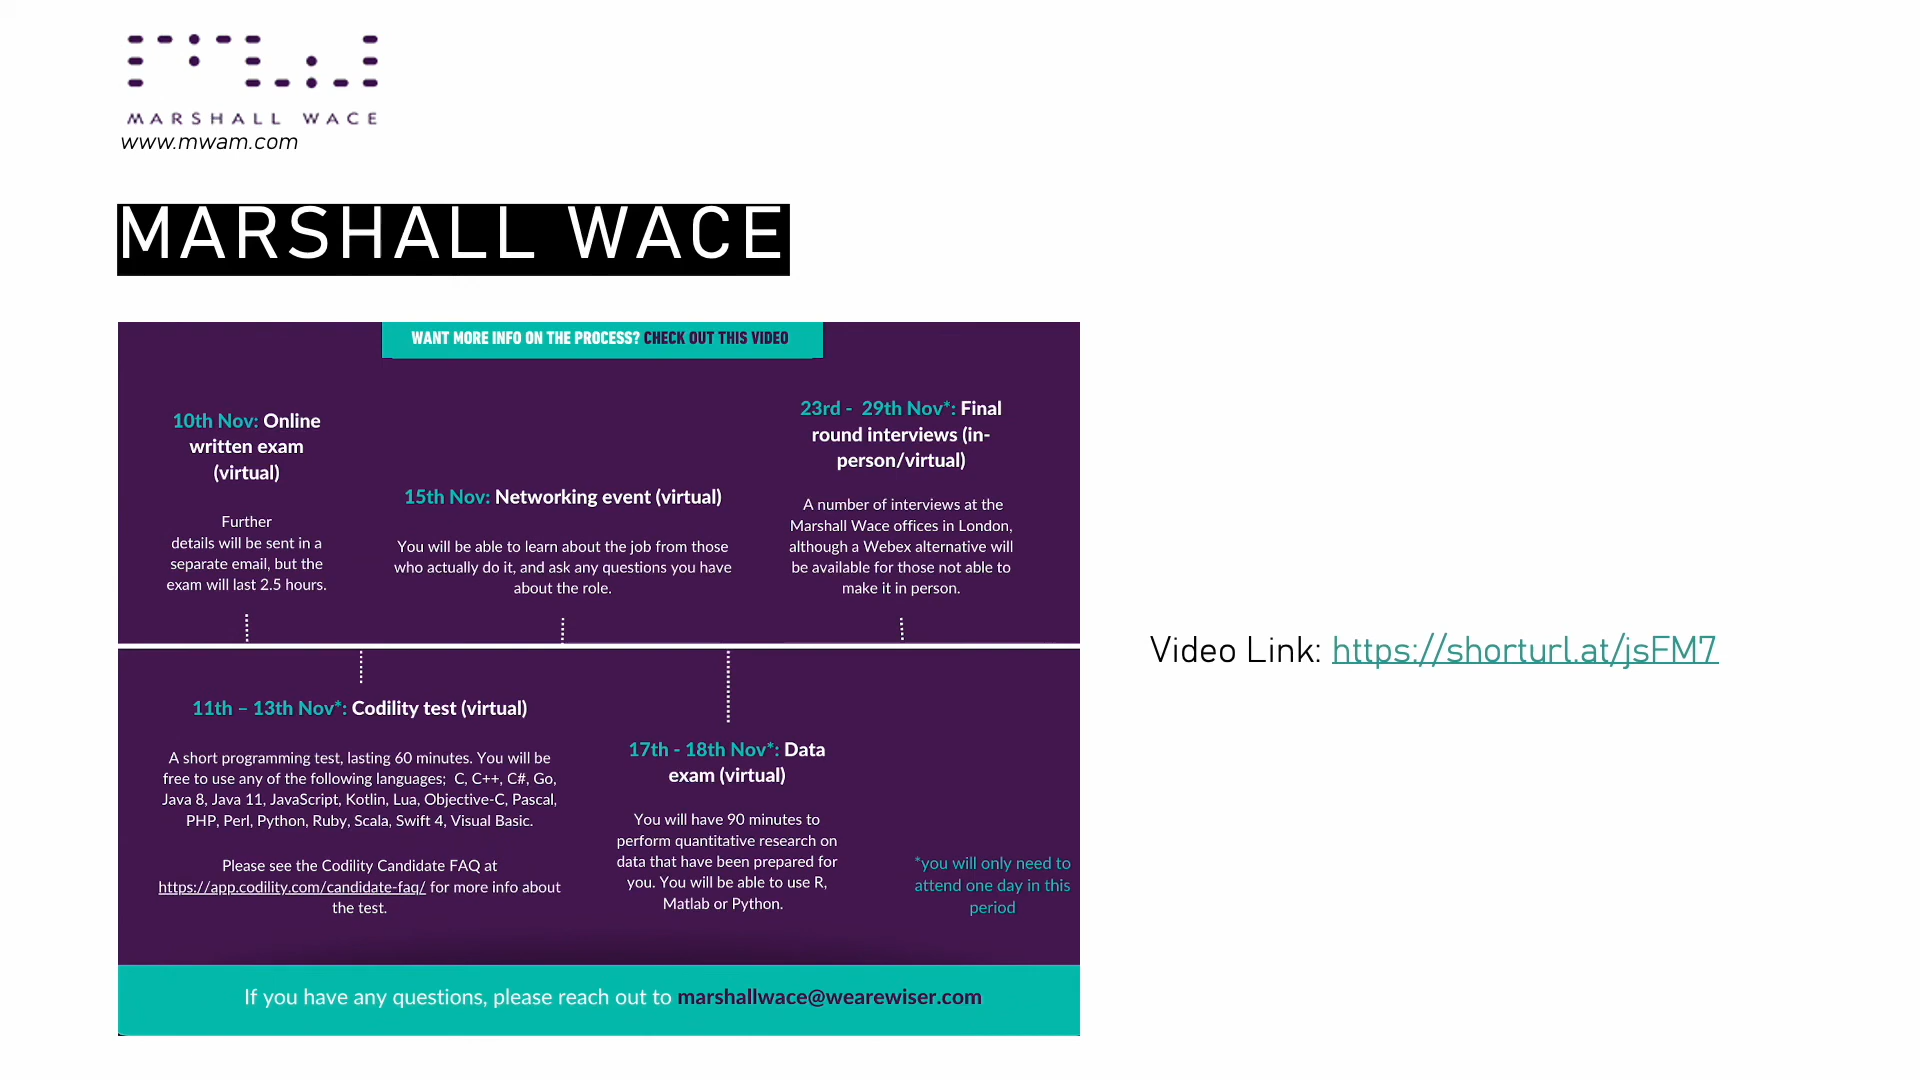 MARSHALL WACE
www.mwam.com
MARSHALL WACE
WANT MORE INFO ON THE PROCESS? CHECK OUT THIS VIDEO
10th Nov: Online
written exam
(virtual)
Further
details will be sent in a
separate email, but the
exam will last 2.5 hours.
15th Nov: Networking event (virtual)
You will be able to learn about the job from those
who actually do it, and ask any questions you have
about the role.
23rd - 29th Nov*: Final
round interviews (in-
person/virtual)
A number of interviews at the
Marshall Wace offices in London,
although a Webex alternative will
be available for those not able to
make it in person.
11th – 13th Nov*: Codility test (virtual)
A short programming test, lasting 60 minutes. You will be
free to use any of the following languages; C, C++, C#, Go,
Java 8, Java 11, JavaScript, Kotlin, Lua, Objective-C, Pascal,
PHP, Perl, Python, Ruby, Scala, Swift 4, Visual Basic.
Please see the Codility Candidate FAQ at
https://app.codility.com/candidate-faq/ for more info about
the test.
17th - 18th Nov*: Data
exam (virtual)
You will have 90 minutes to
perform quantitative research on
data that have been prepared for
you. You will be able to use R,
Matlab or Python.
*you will only need to
attend one day in this
period
If you have any questions, please reach out to marshallwace@wearewiser.com
Video Link: https://shorturl.at/jsFM7